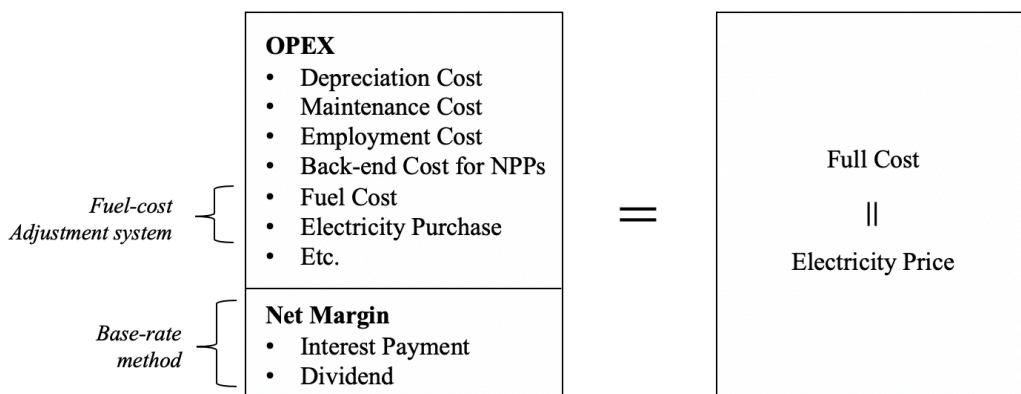 OPEX
• Depreciation Cost
• Maintenance Cost
• Employment Cost
• Back-end Cost for NPPs
Fuel-cost
Adjustment system
• Fuel Cost
• Electricity Purchase
• Etc.
Base-rate
method
Net Margin
• Interest Payment
• Dividend
=
Full Cost
||
Electricity Price